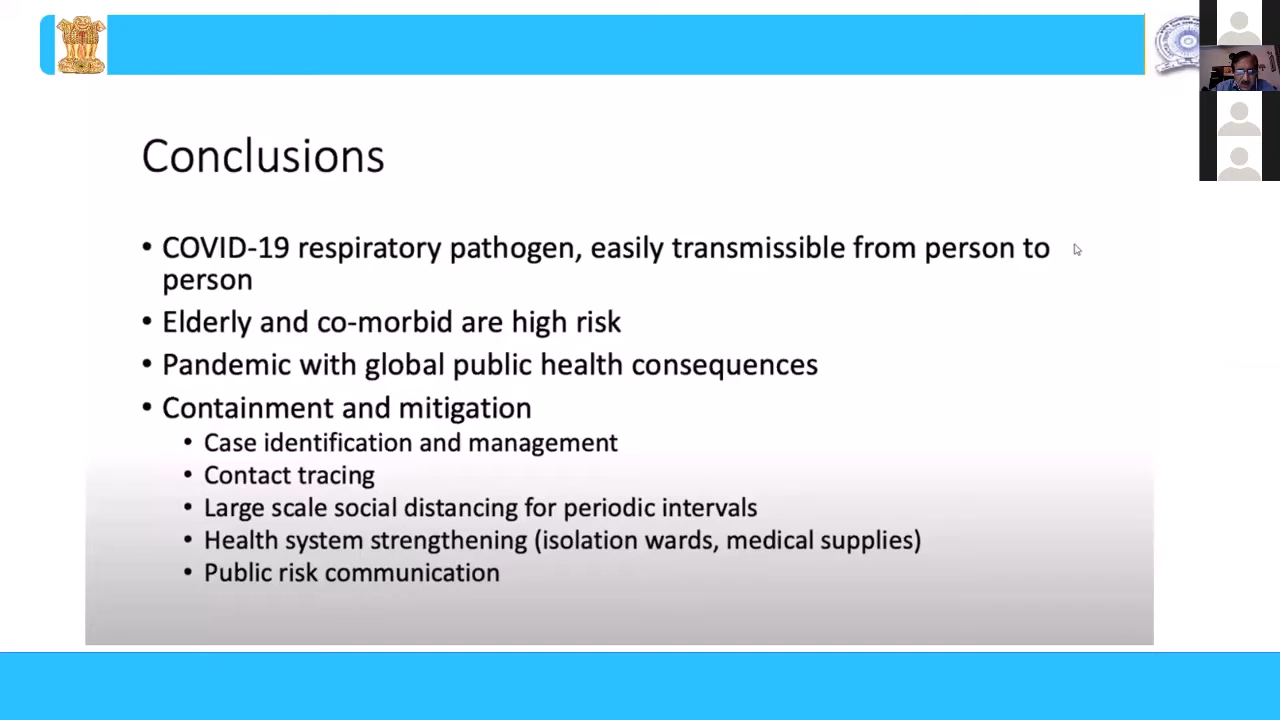 Conclusions
• COVID-19 respiratory pathogen, easily transmissible from person to
person
• Elderly and co-morbid are high risk
• Pandemic with global public health consequences
• Containment and mitigation
• Case identification and management
• Contact tracing
• Large scale social distancing for periodic intervals
• Health system strengthening (isolation wards, medical supplies)
• Public risk communication